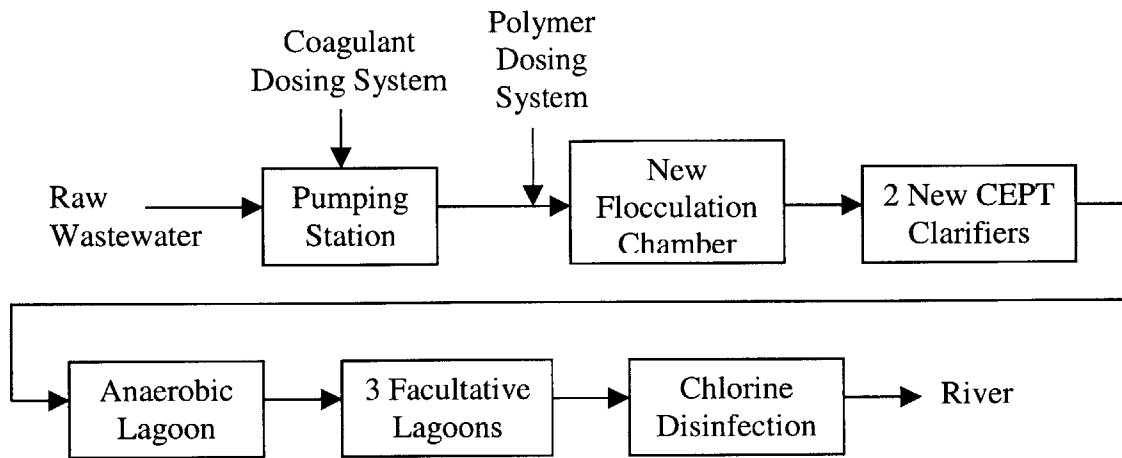 Coagulant
Dosing System
Polymer
Dosing
System
Raw
Wastewater
Pumping
Station
New
Flocculation
Chamber
2 New CEPT
Clarifiers
Anaerobic
Lagoon
3 Facultative
Lagoons
Chlorine
Disinfection
River